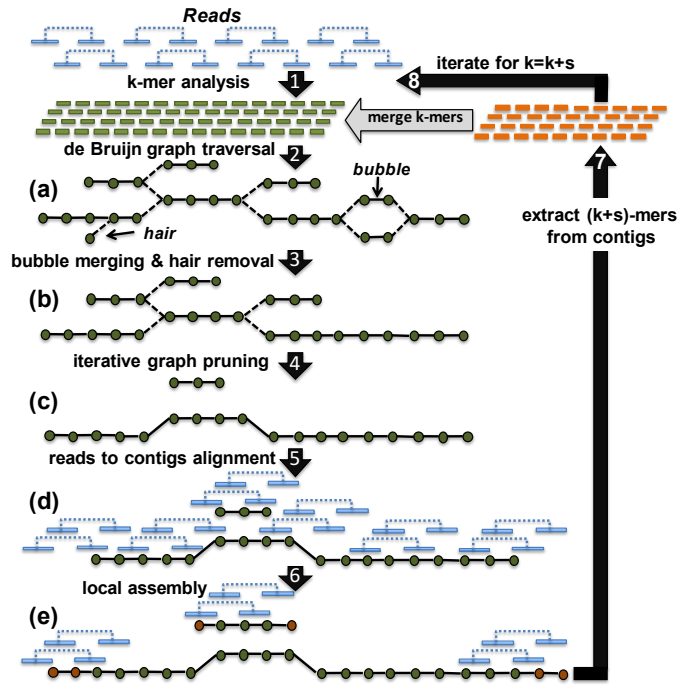 Reads
iterate for k=k+s
8
k-mer analysis
1
merge k-mers
de Bruijn graph traversal
2
7
(a)
bubble
hair
extract (k+s)-mers
from contigs
bubble merging & hair removal
3
(b)
iterative graph pruning
4
(c)
reads to contigs alignment
5
(d)
local assembly
6
(e)